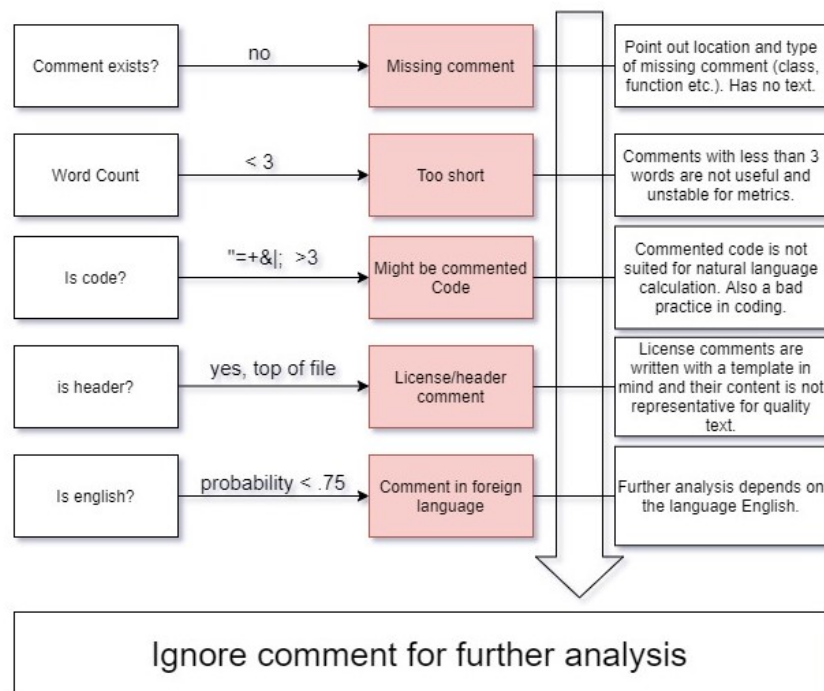 Comment exists?
no
Missing comment
Point out location and type
of missing comment (class,
function etc.). Has no text.
Word Count
< 3
Too short
Comments with less than 3
words are not useful and
unstable for metrics.
Is code?
"=+&|; >3
Might be commented
Code
Commented code is not
suited for natural language
calculation. Also a bad
practice in coding.
is header?
yes, top of file
License/header
comment
License comments are
written with a template in
mind and their content is not
representative for quality
text.
Is english?
probability < .75
Comment in foreign
language
Further analysis depends on
the language English.
Ignore comment for further analysis